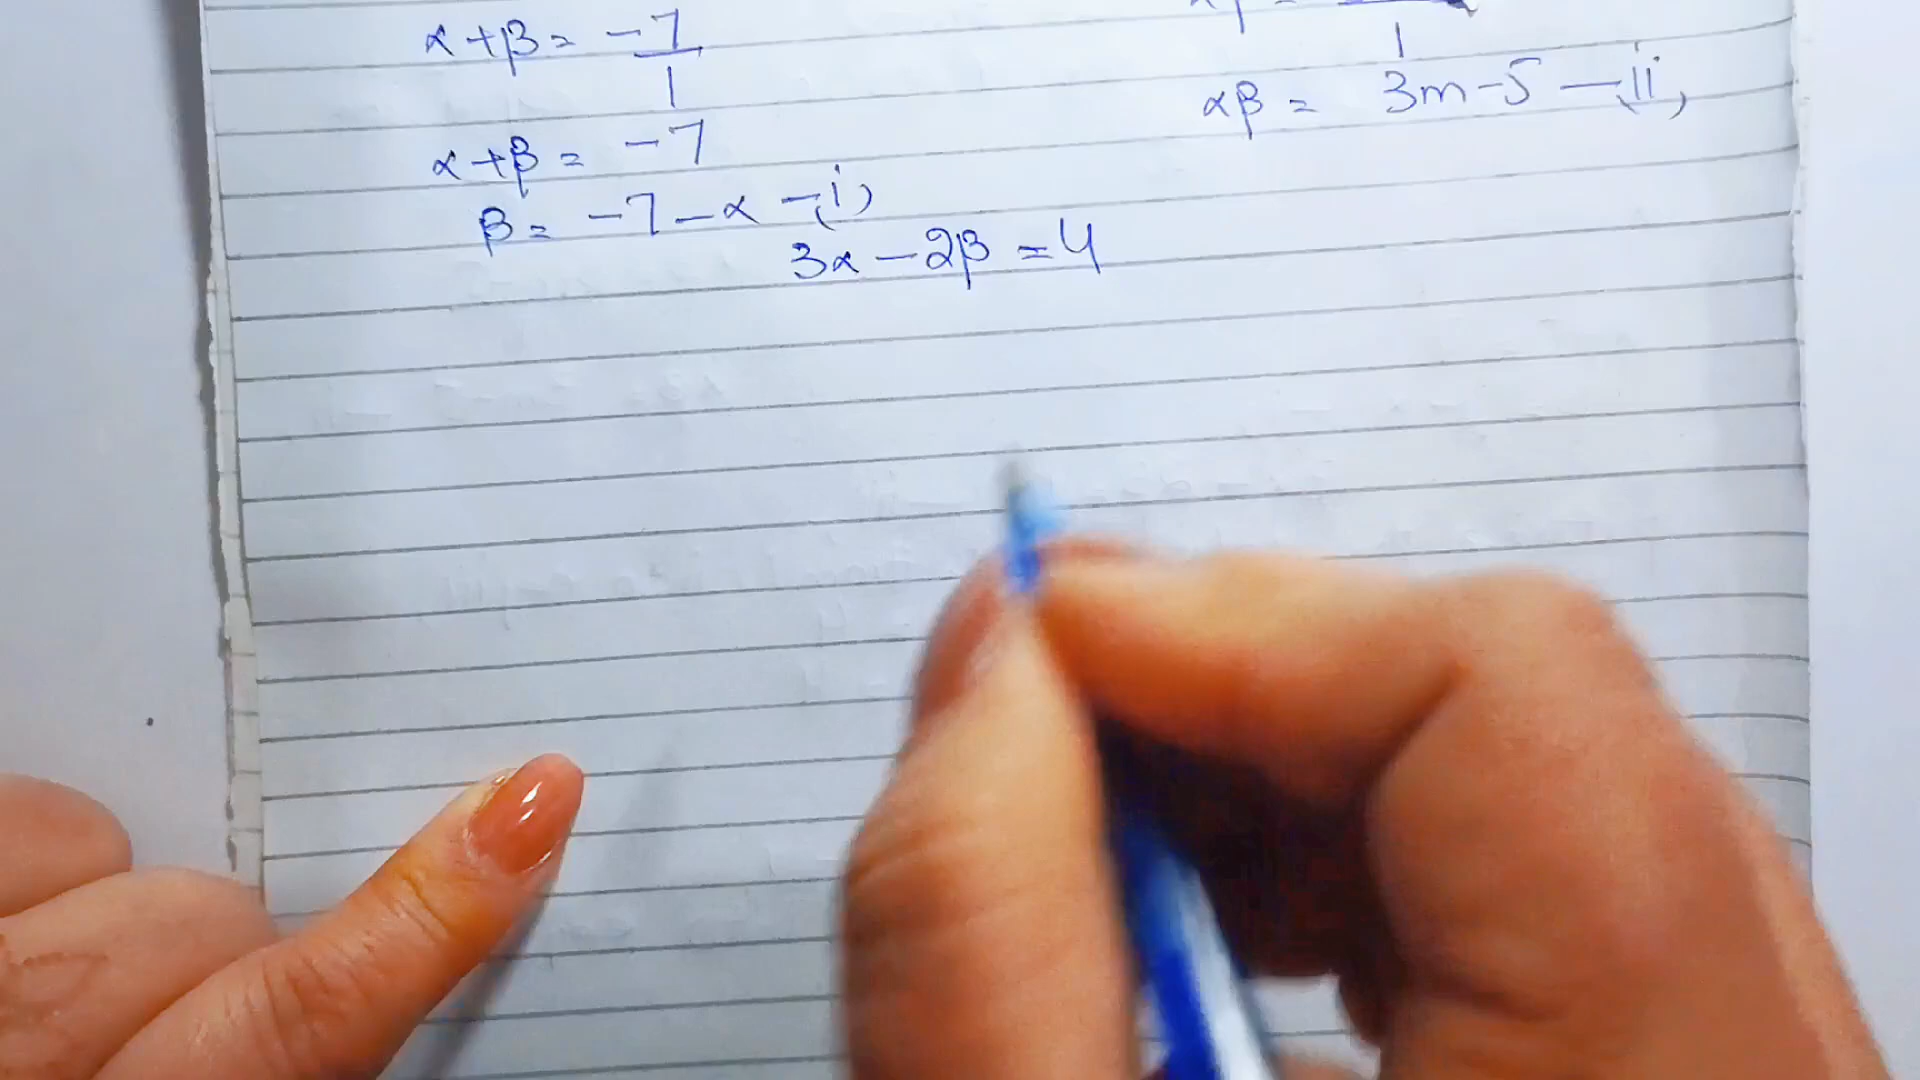 α + β = -7/1
αβ = 3m - 5 — ii)
α + β = -7
β = -7 - α — i)
3α - 2β = 4